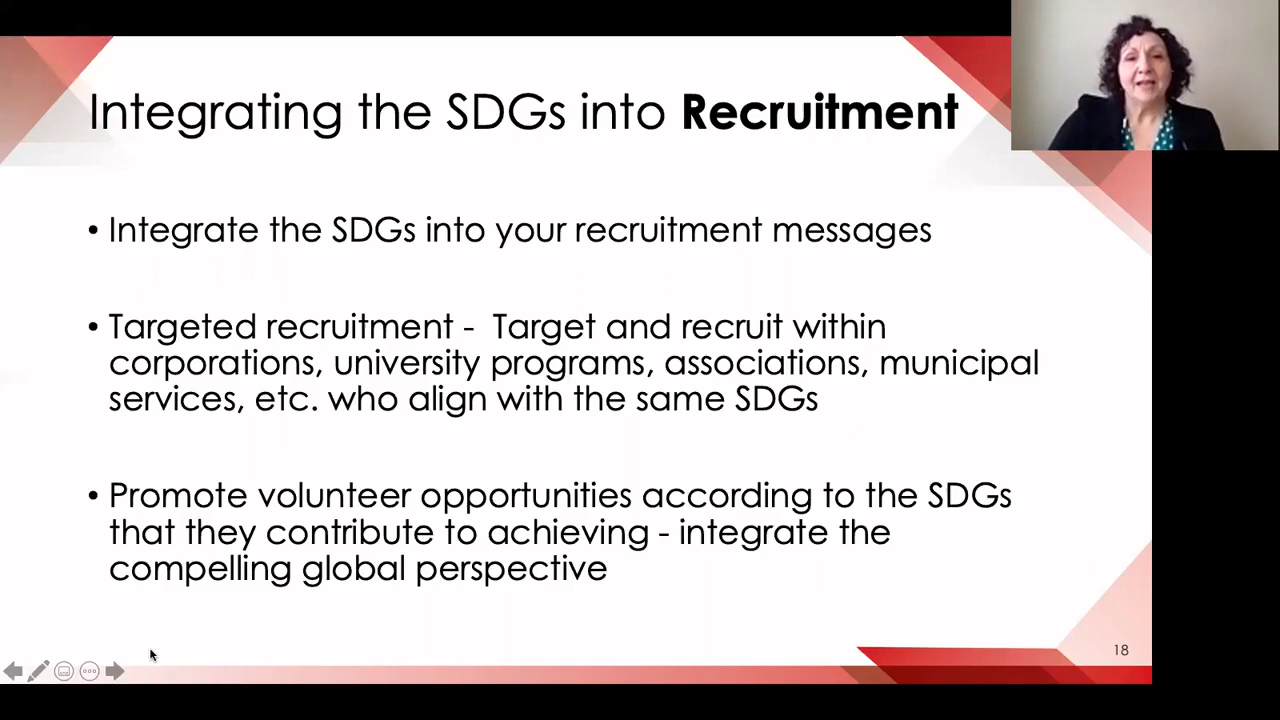 Integrating the SDGs into Recruitment
• Integrate the SDGs into your recruitment messages
• Targeted recruitment - Target and recruit within
corporations, university programs, associations, municipal
services, etc. who align with the same SDGs
• Promote volunteer opportunities according to the SDGs
that they contribute to achieving - integrate the
compelling global perspective
18